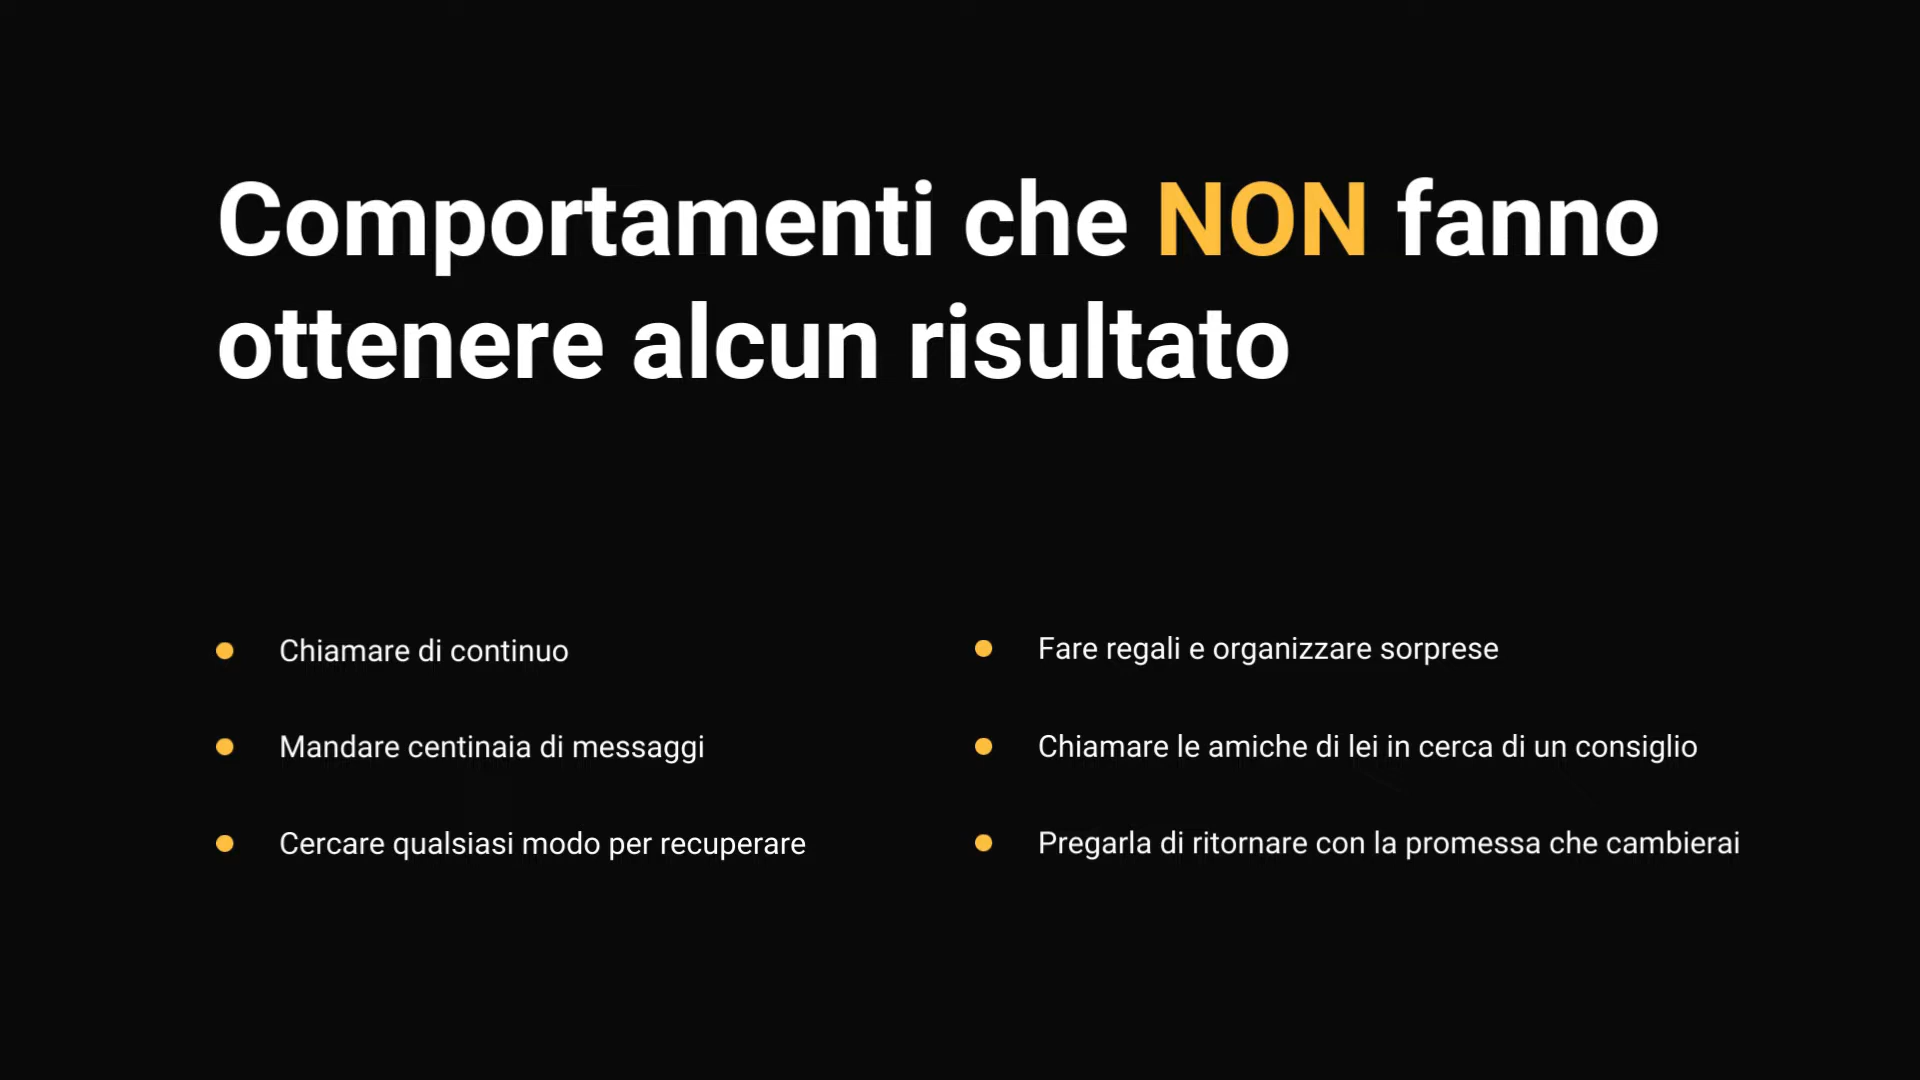 Comportamenti che NON fanno
ottenere alcun risultato
Chiamare di continuo
Mandare centinaia di messaggi
Cercare qualsiasi modo per recuperare
Fare regali e organizzare sorprese
Chiamare le amiche di lei in cerca di un consiglio
Pregarla di ritornare con la promessa che cambierai